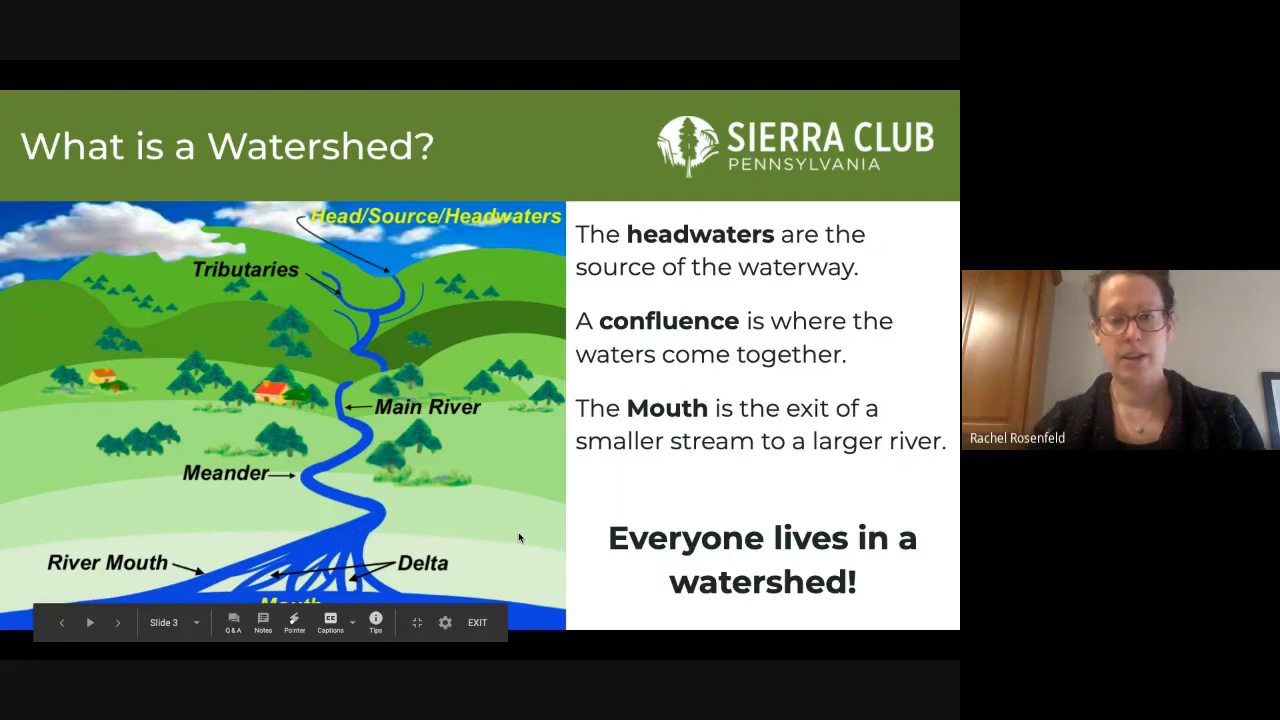 What is a Watershed?
SIERRA CLUB
PENNSYLVANIA
Head/Source/Headwaters
Tributaries
Main River
Meander
River Mouth
Delta
Mouth
The headwaters are the
source of the waterway.
A confluence is where the
waters come together.
The Mouth is the exit of a
smaller stream to a larger river.
Everyone lives in a
watershed!
Slide 3
Q & A
Notes
Pointer
CC
Captions
Tips
EXIT
Rachel Rosenfeld